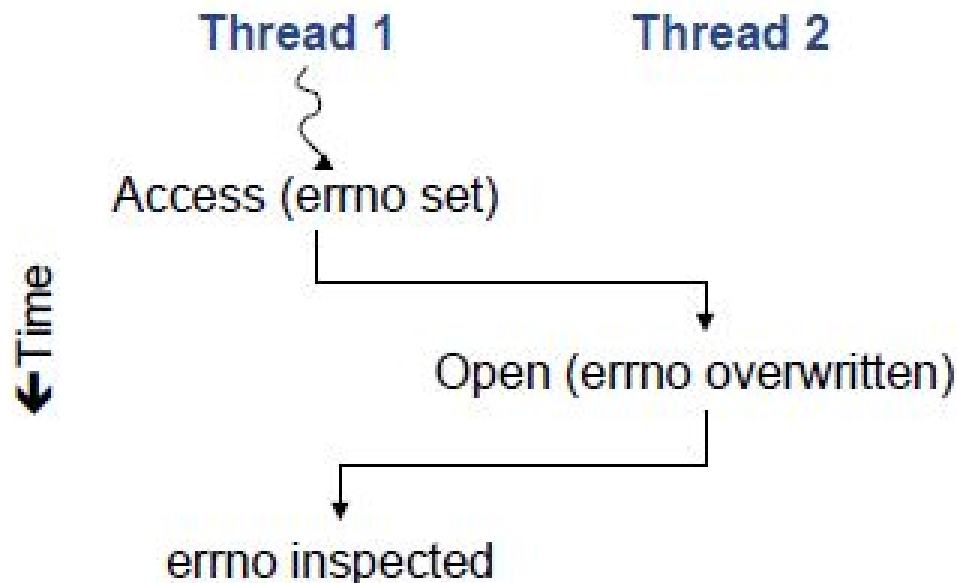 Thread 1 Thread 2
Access (errno set)
←Time
Open (errno overwritten)
errno inspected